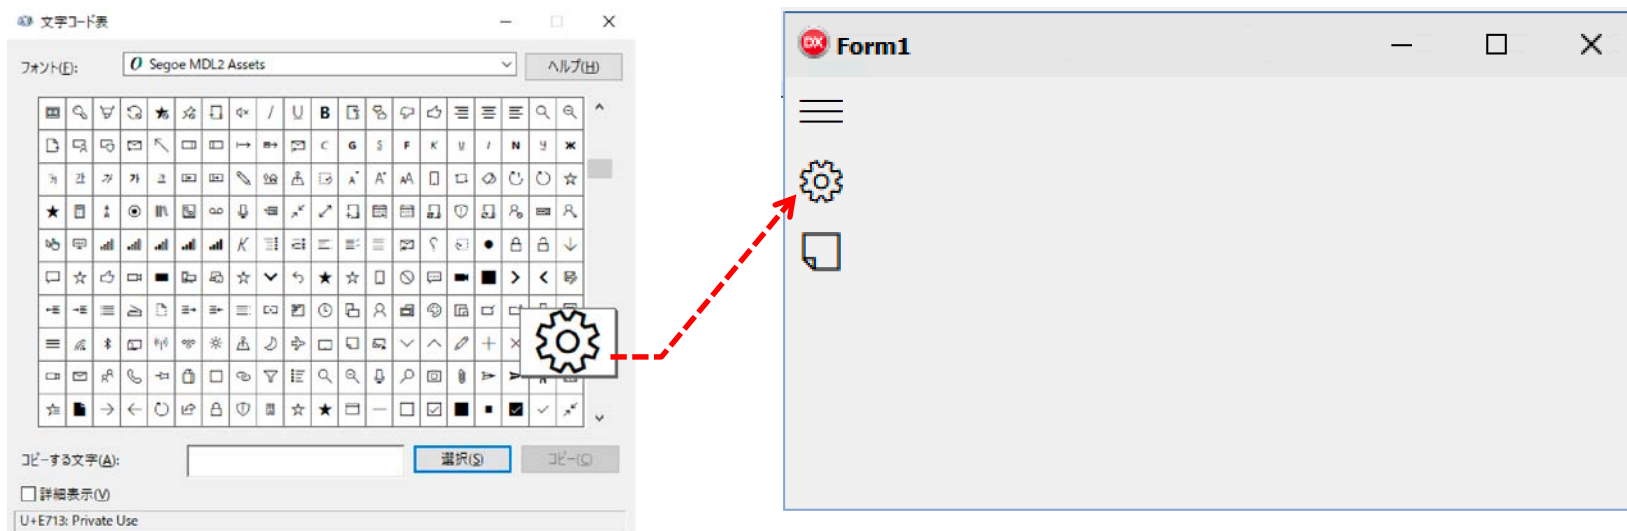 文字コード表
フォント(F):
Segoe MDL2 Assets
ヘルプ(H)
コピーする文字(A):
選択(S)
コピー(C)
詳細表示(V)
U+E713: Private Use
DX Form1